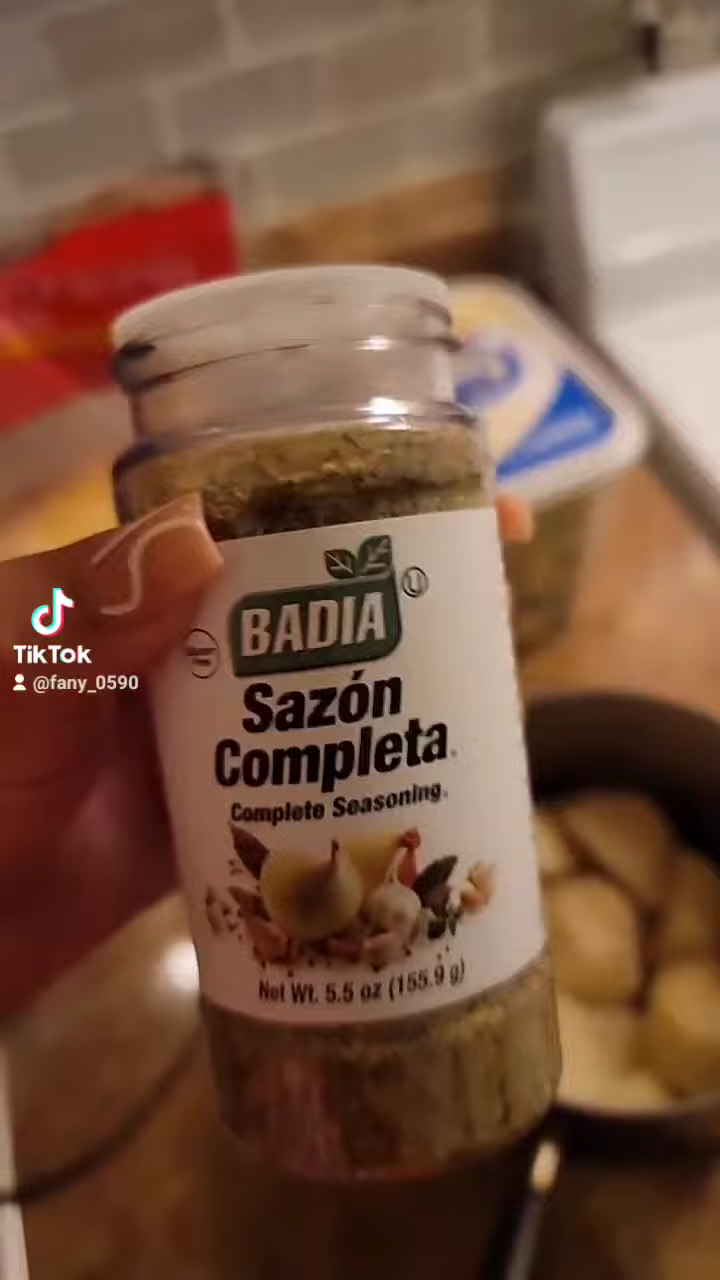 BADIA
U
Sazón
Completa
Complete Seasoning
Net Wt. 5.5 oz (155.9 g)
TikTok
@fany_0590